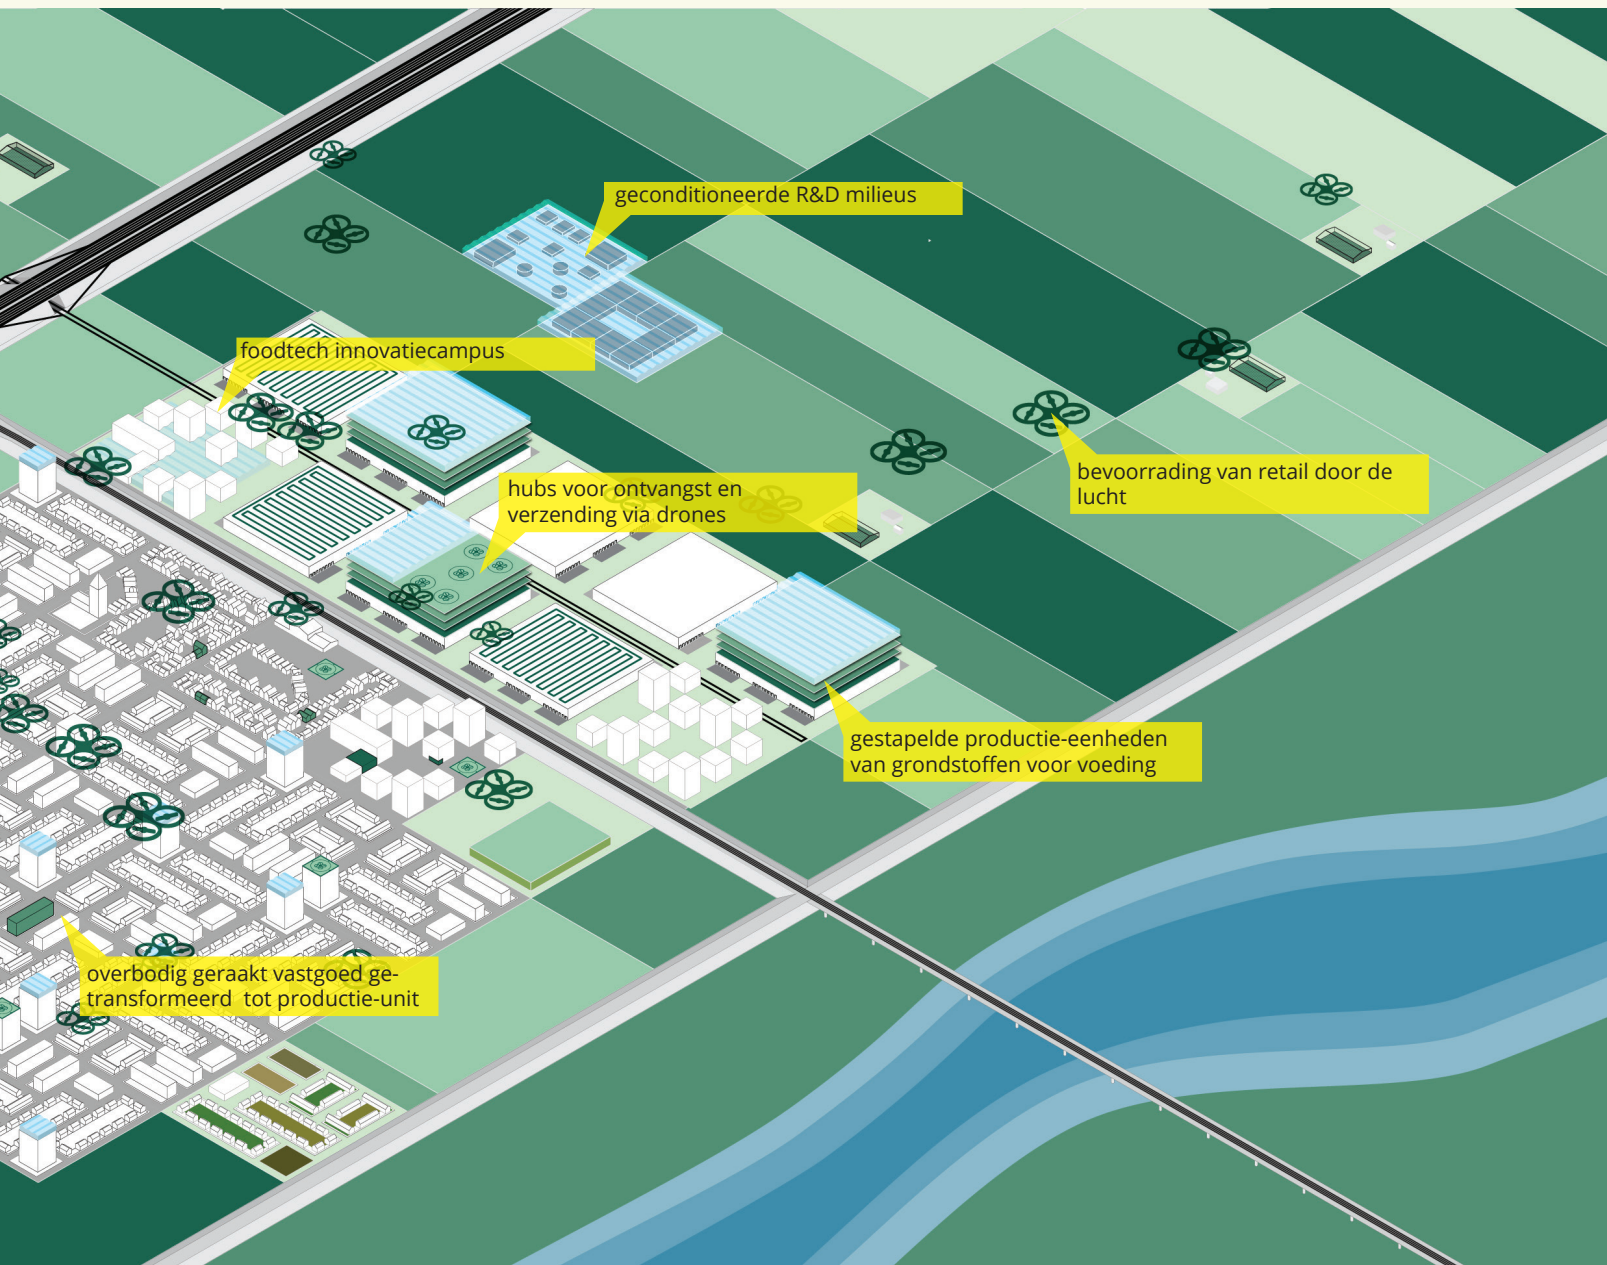 geconditioneerde R&D milieus
foodtech innovatiecampus
bevoorrading van retail door de
lucht
hubs voor ontvangst en
verzending via drones
gestapelde productie-eenheden
van grondstoffen voor voeding
overbodig geraakt vastgoed ge-
transformeerd tot productie-unit